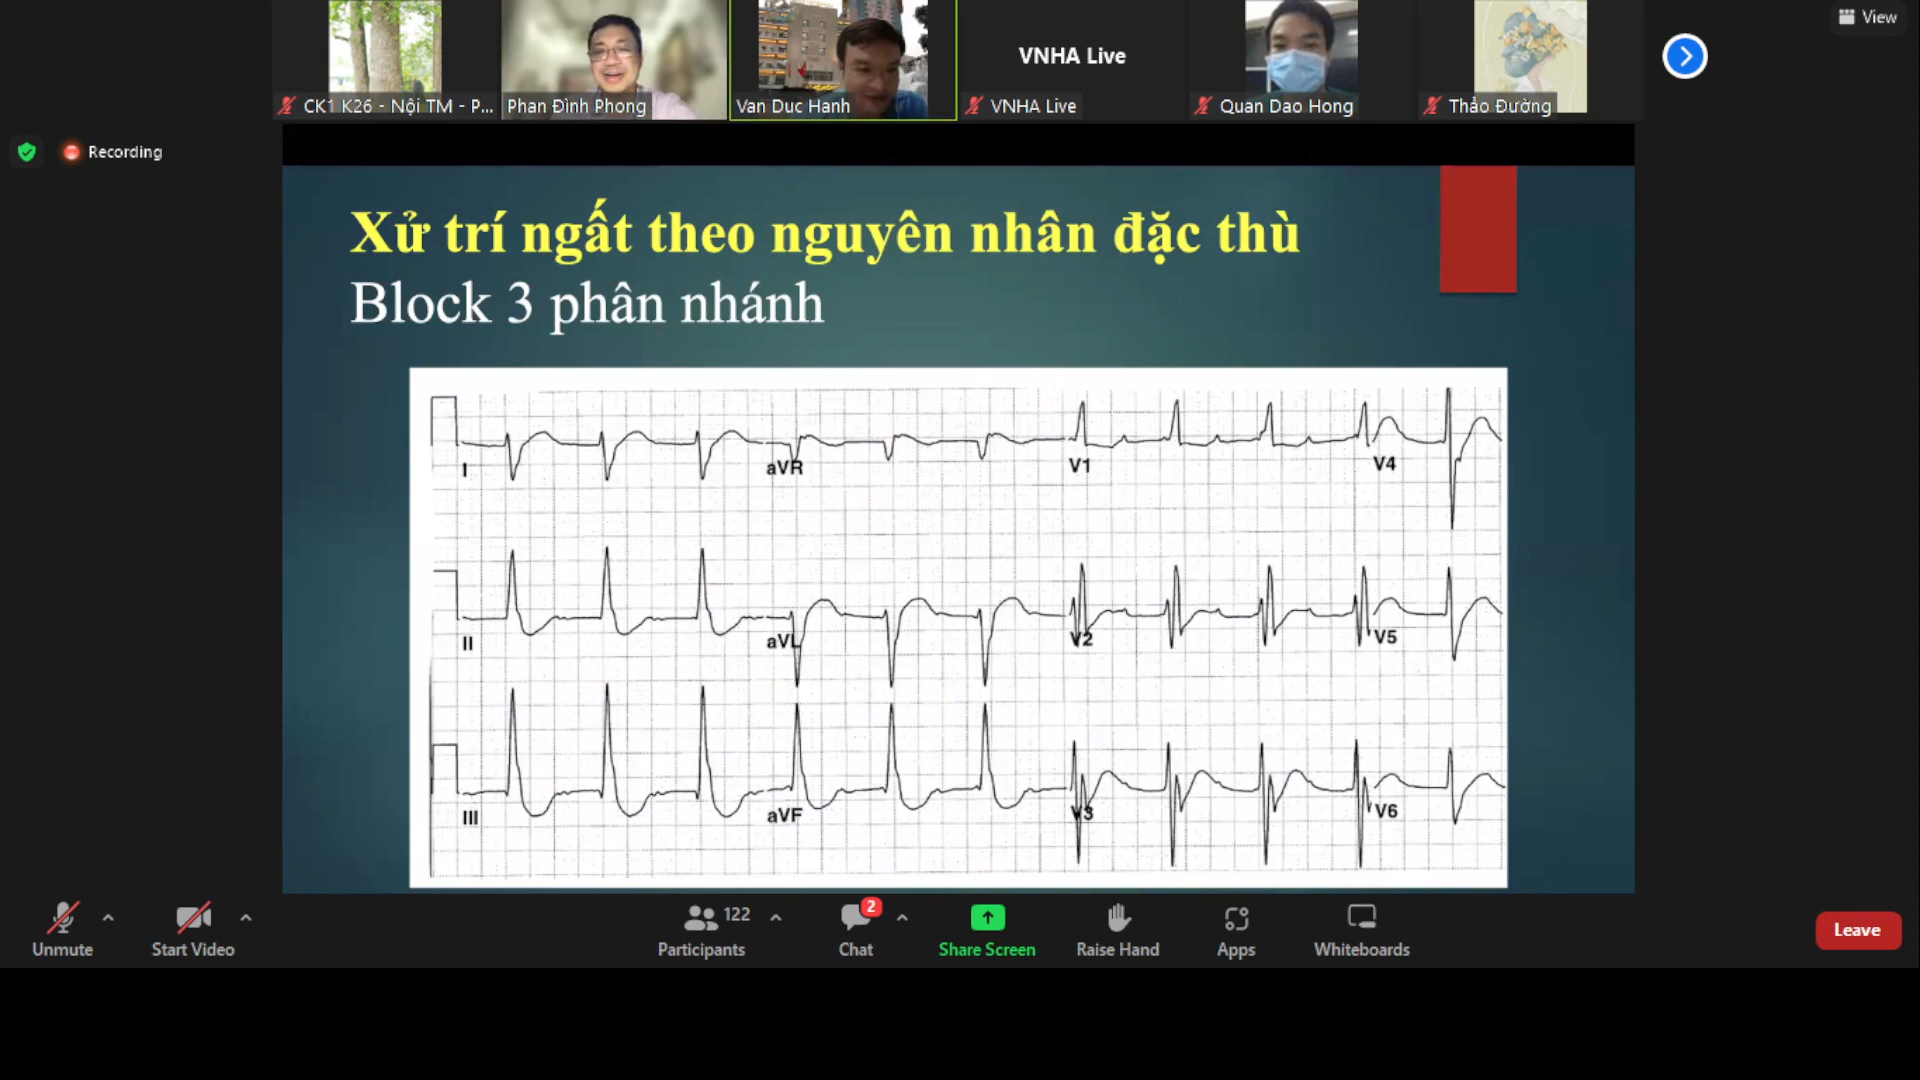 View
VNHA Live
CK1 K26 - Nội TM - P...
Phan Đình Phong
Van Duc Hanh
VNHA Live
Quan Dao Hong
Thảo Đường
Recording
Xử trí ngất theo nguyên nhân đặc thù
Block 3 phân nhánh
I
aVR
V1
V4
II
aVL
V2
V5
III
aVF
V3
V6
Unmute
Start Video
122
Participants
2
Chat
Share Screen
Raise Hand
Apps
Whiteboards
Leave